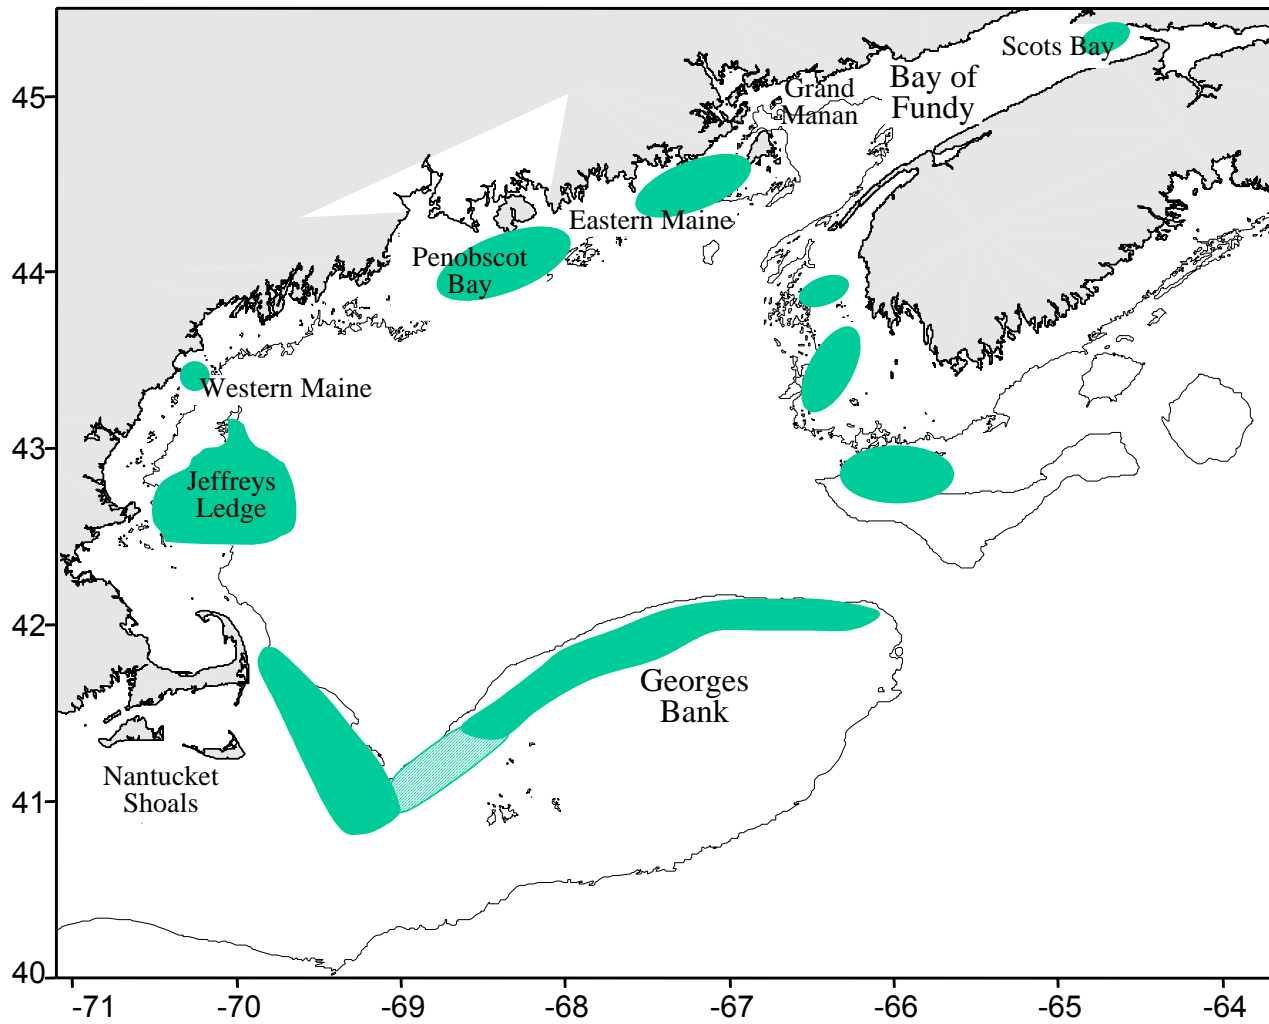 Scots Bay
Bay of
Fundy
Grand
Manan
45
Eastern Maine
Penobscot
Bay
44
Western Maine
43
Jeffreys
Ledge
42
Georges
Bank
Nantucket
Shoals
41
40
-71 -70 -69 -68 -67 -66 -65 -64